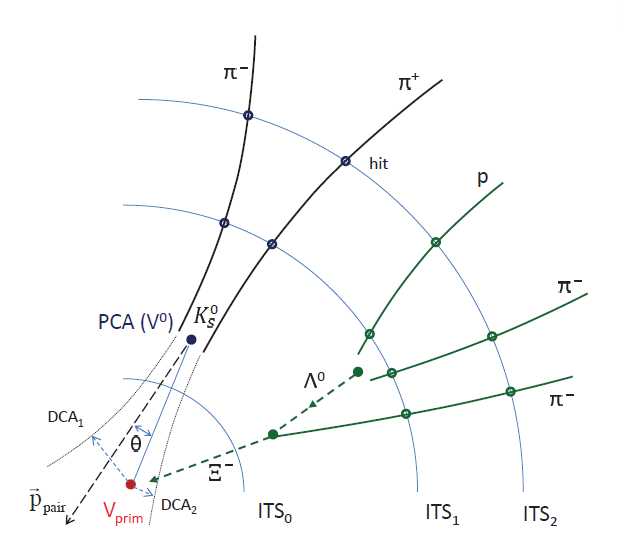 π⁻
π⁺
hit
p
π⁻
PCA (V⁰)
K⁰ₛ
Λ⁰
π⁻
DCA₁
θ̂
Ξ⁻
p⃗pair
Vprim
DCA₂
ITS₀
ITS₁
ITS₂